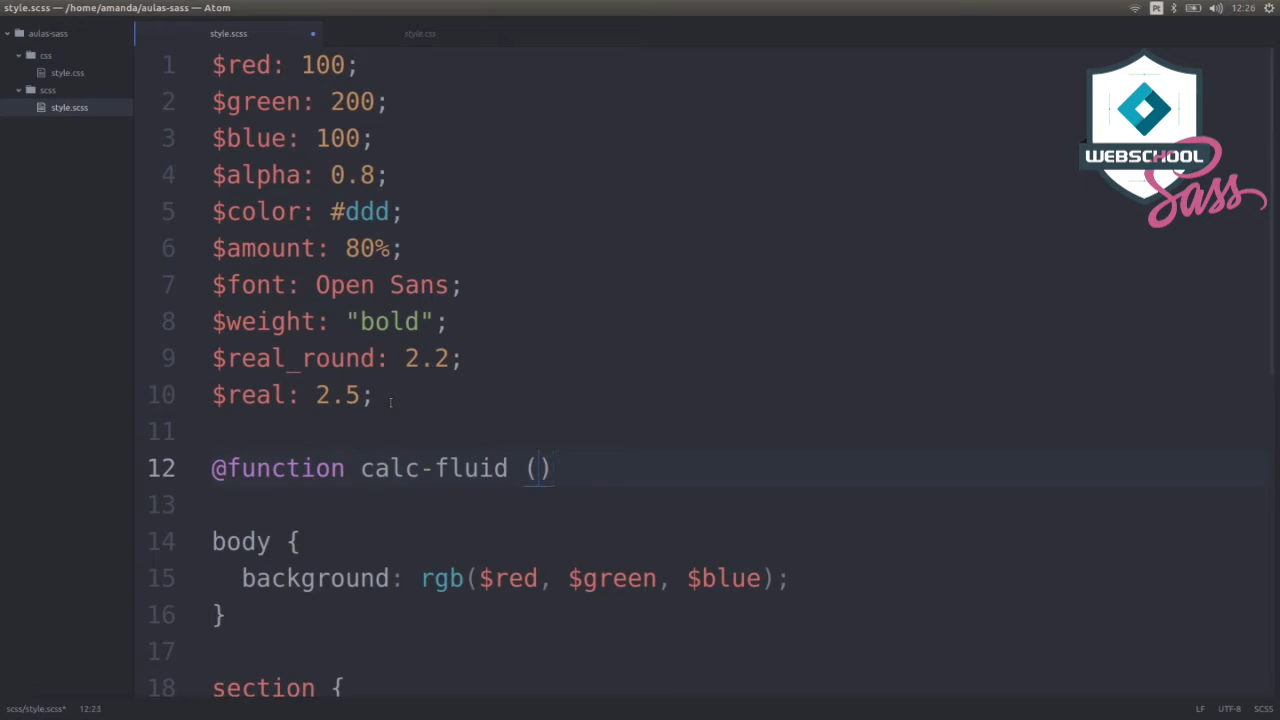 style.scss — /home/amanda/aulas-sass — Atom
Pt
12:26
aulas-sass
css
style.css
scss
style.scss
style.scss
style.css
1 $red: 100;
2 $green: 200;
3 $blue: 100;
4 $alpha: 0.8;
5 $color: #ddd;
6 $amount: 80%;
7 $font: Open Sans;
8 $weight: "bold";
9 $real_round: 2.2;
10 $real: 2.5;
11
12 @function calc-fluid ()
13
14 body {
15 background: rgb($red, $green, $blue);
16 }
17
18 section {
WEBSCHOOL
Sass
scss/style.scss* 12:23
LF UTF-8 SCSS